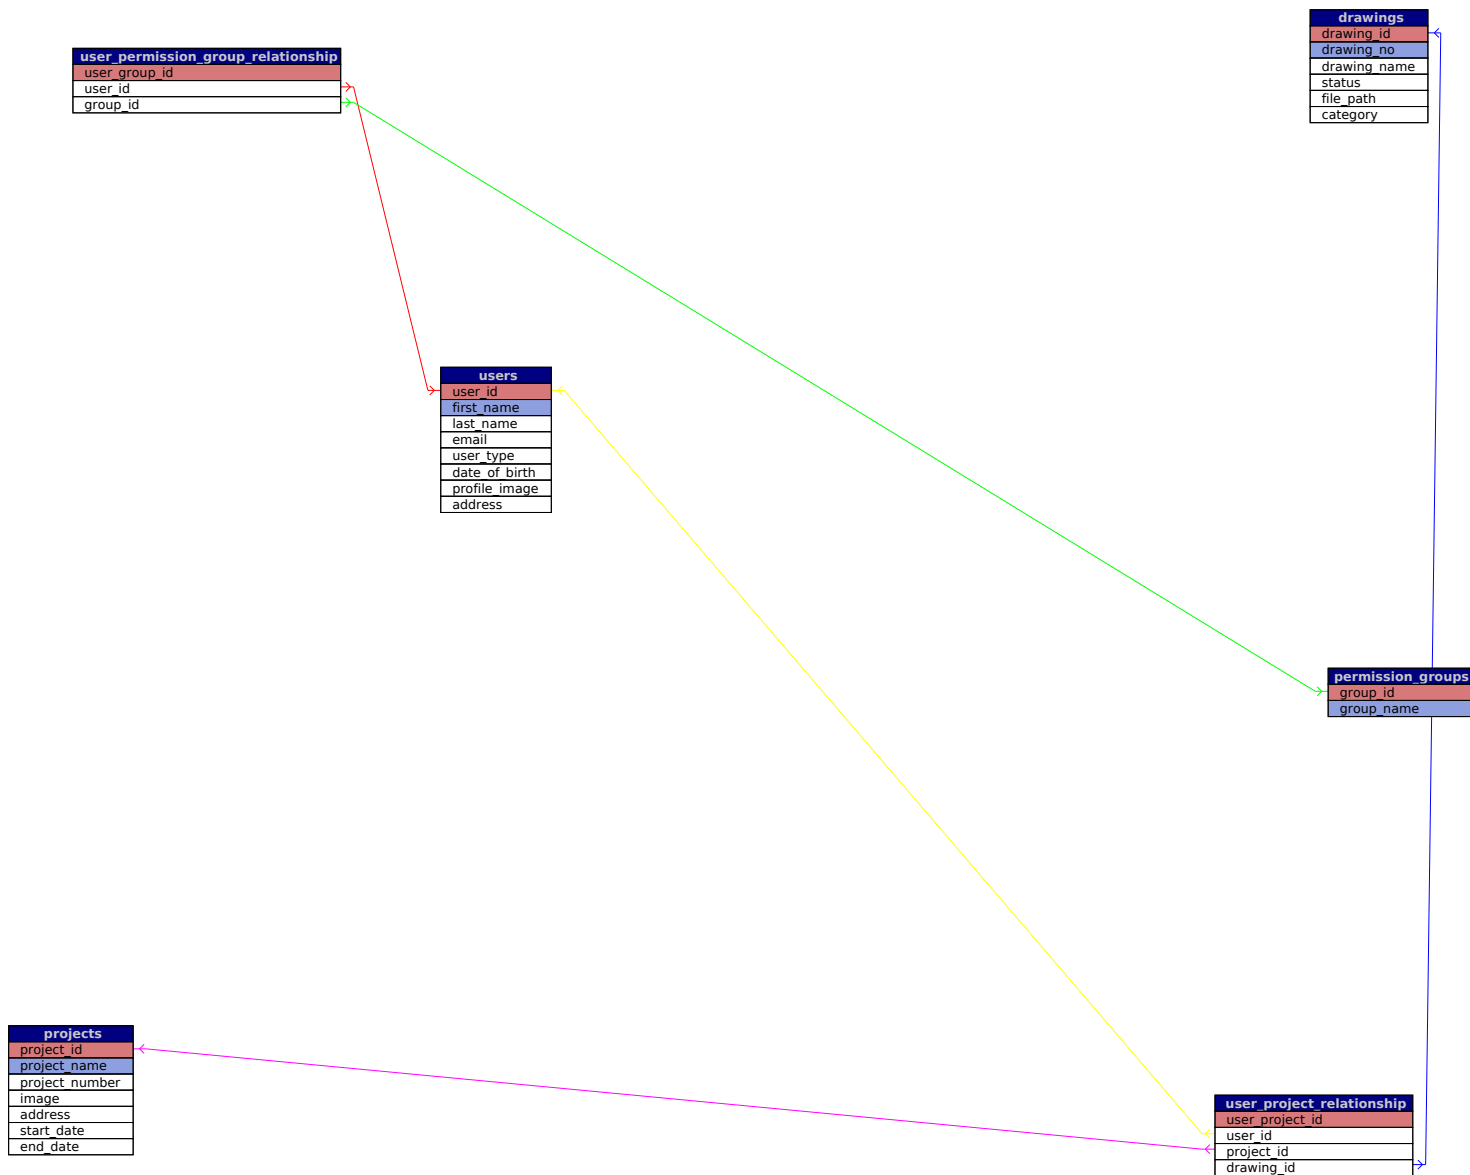 drawings
drawing_id
drawing_no
drawing_name
status
file_path
category
user_permission_group_relationship
user_group_id
user_id
group_id
users
user_id
first_name
last_name
email
user_type
date_of_birth
profile_image
address
permission_groups
group_id
group_name
projects
project_id
project_name
project_number
image
address
start_date
end_date
user_project_relationship
user_project_id
user_id
project_id
drawing_id